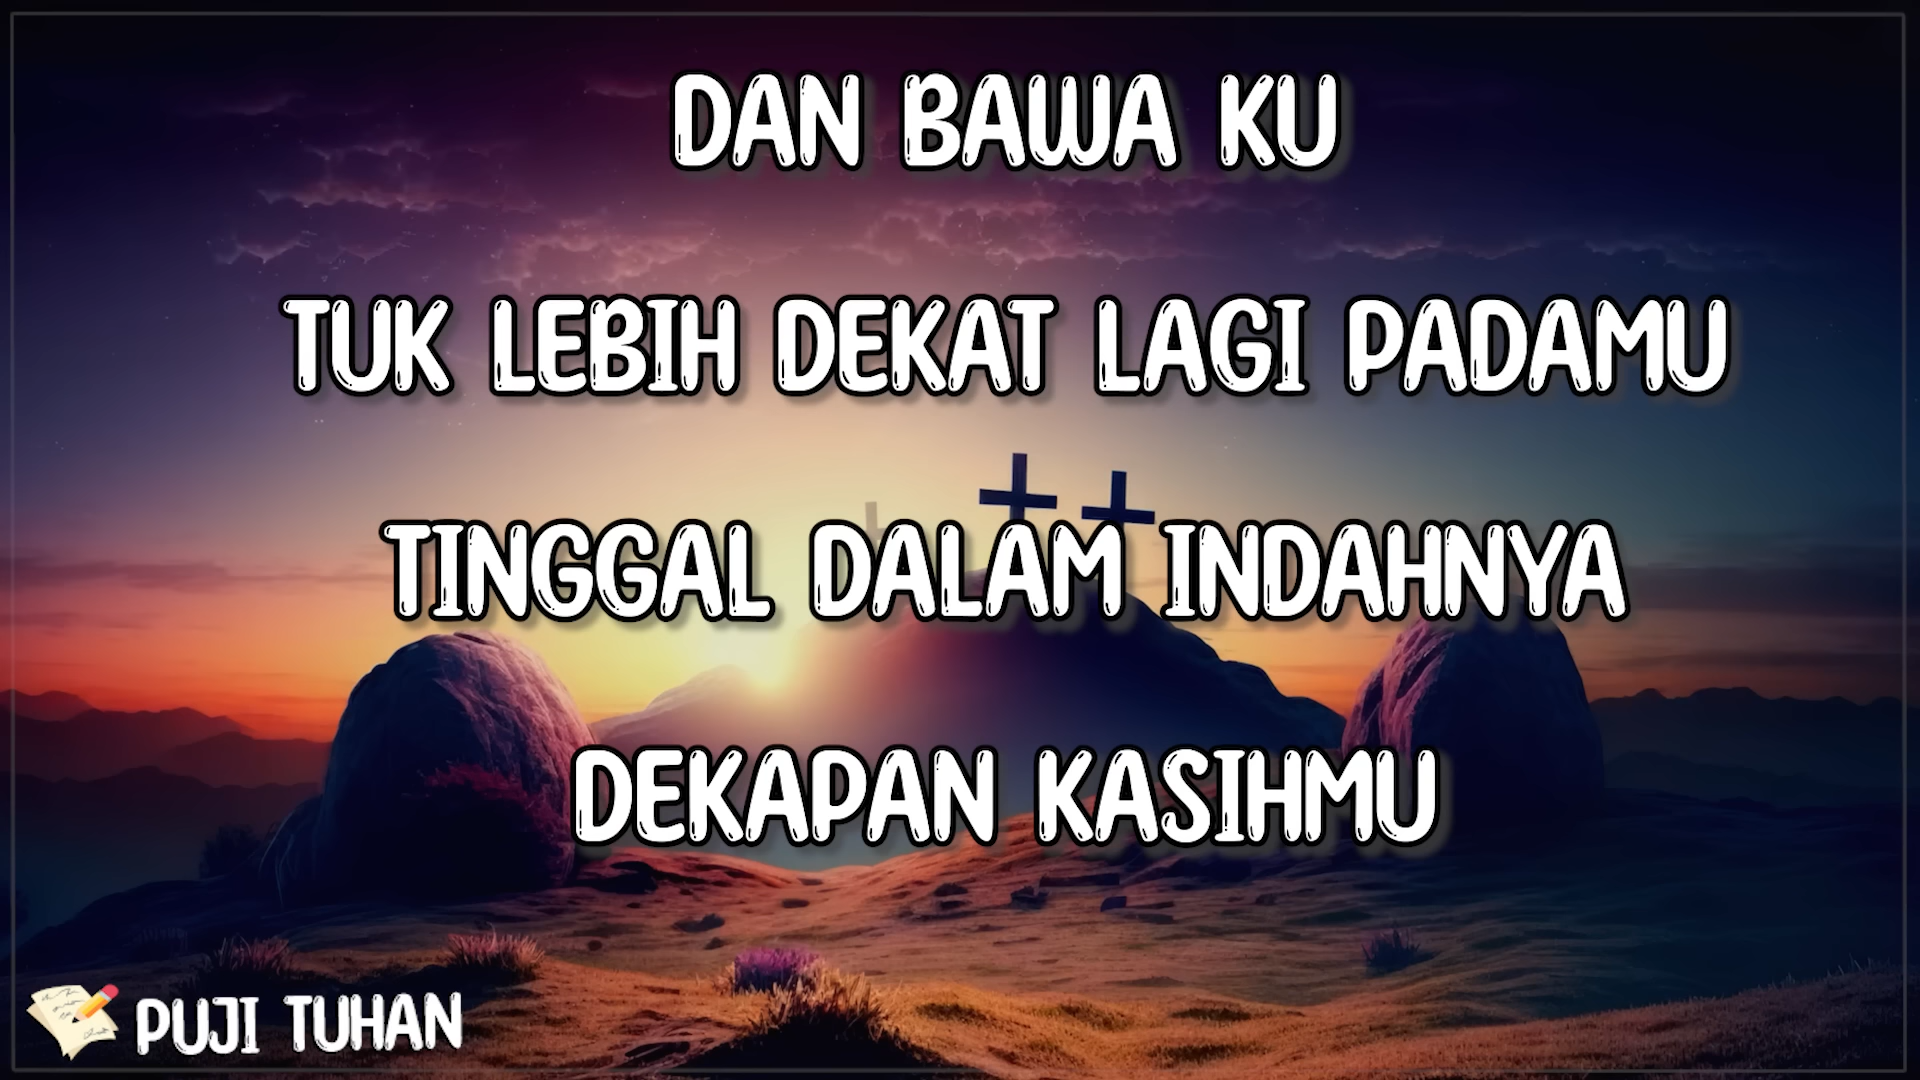 DAN BAWA KU
TUK LEBIH DEKAT LAGI PADAMU
TINGGAL DALAM INDAHNYA
DEKAPAN KASIHMU
PUJI TUHAN